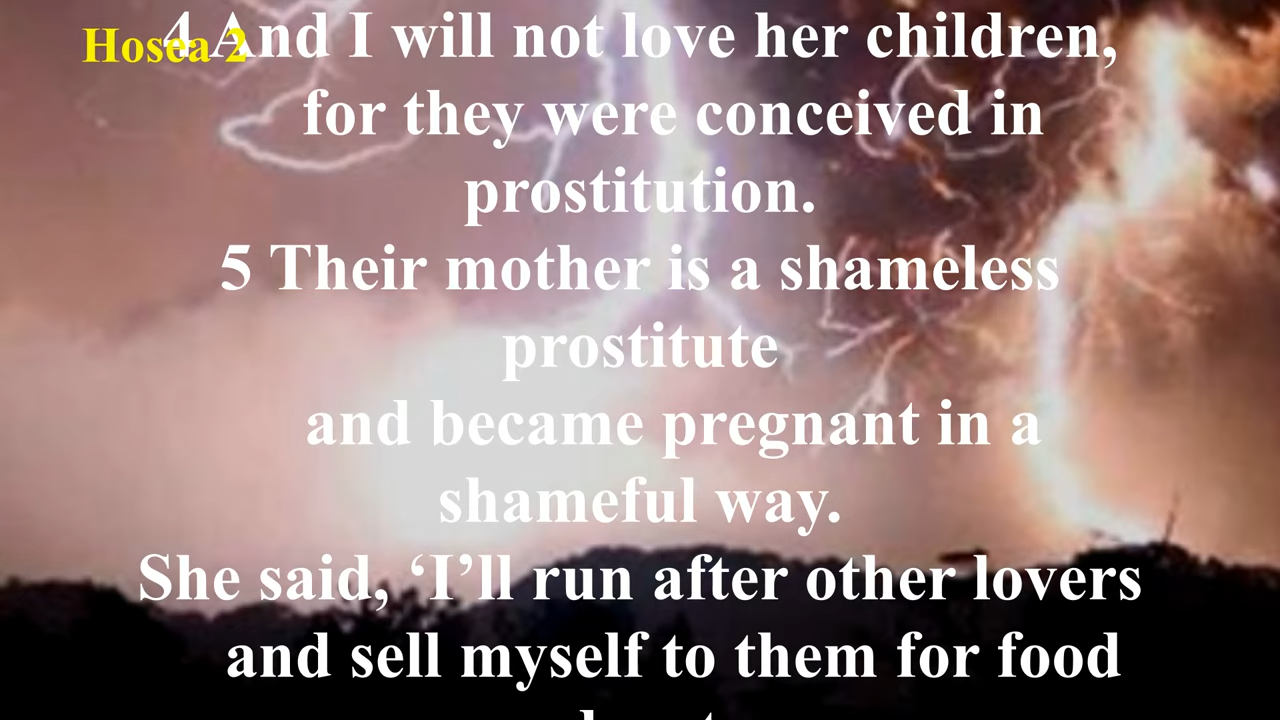 Hosea 2
4 And I will not love her children,
for they were conceived in
prostitution.
5 Their mother is a shameless
prostitute
and became pregnant in a
shameful way.
She said, ‘I’ll run after other lovers
and sell myself to them for food